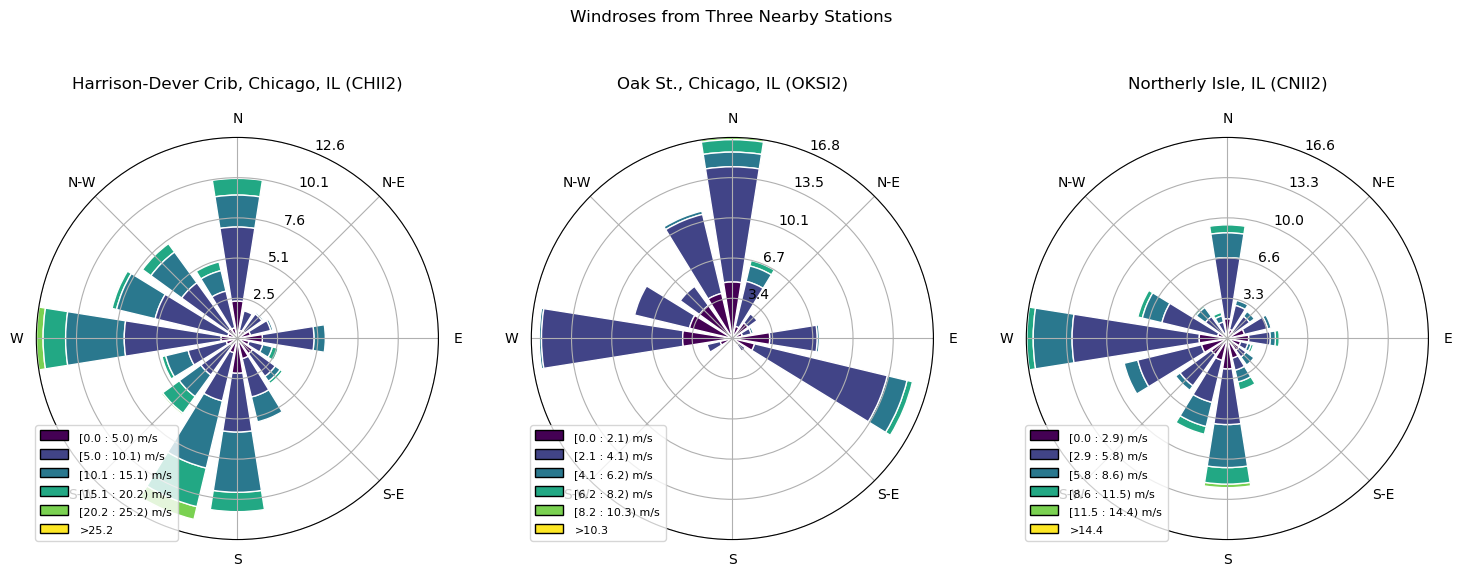 Windroses from Three Nearby Stations
Harrison-Dever Crib, Chicago, IL (CHII2)
N
N-W
N-E
W
E
S-E
S
12.6
10.1
7.6
5.1
2.5
[0.0 : 5.0) m/s
[5.0 : 10.1) m/s
[10.1 : 15.1) m/s
[15.1 : 20.2) m/s
[20.2 : 25.2) m/s
>25.2
Oak St., Chicago, IL (OKSI2)
N
N-W
N-E
W
E
S-E
S
16.8
13.5
10.1
6.7
3.4
[0.0 : 2.1) m/s
[2.1 : 4.1) m/s
[4.1 : 6.2) m/s
[6.2 : 8.2) m/s
[8.2 : 10.3) m/s
>10.3
Northerly Isle, IL (CNII2)
N
N-W
N-E
W
E
S-E
S
16.6
13.3
10.0
6.6
3.3
[0.0 : 2.9) m/s
[2.9 : 5.8) m/s
[5.8 : 8.6) m/s
[8.6 : 11.5) m/s
[11.5 : 14.4) m/s
>14.4